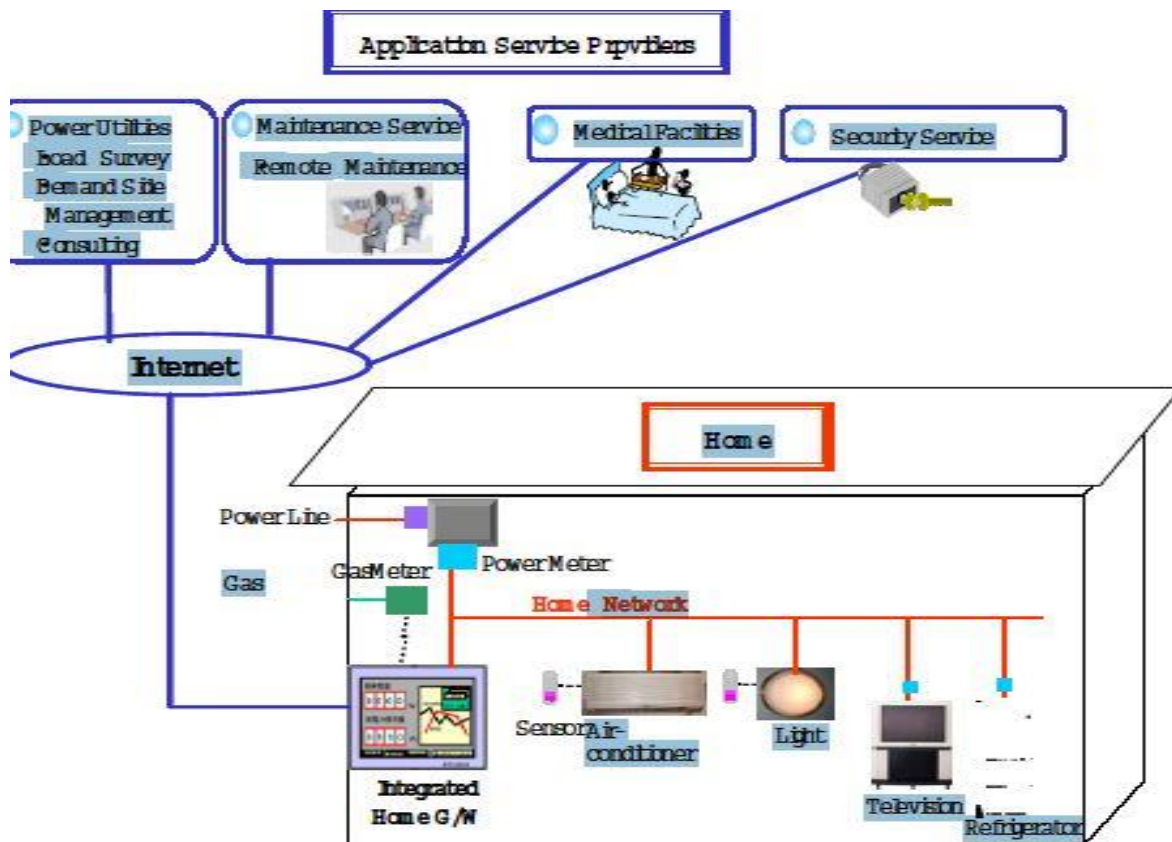 Application Service Providers
Power Utilities
Load Survey
Demand Side
Management
Consulting
Maintenance Service
Remote Maintenance
Medical Facilities
Security Service
Internet
Home
Power Line
Gas Meter
Power Meter
Gas
Home Network
Sensor
Air-
conditioner
Light
Television
Refrigerator
Integrated
Home G/W